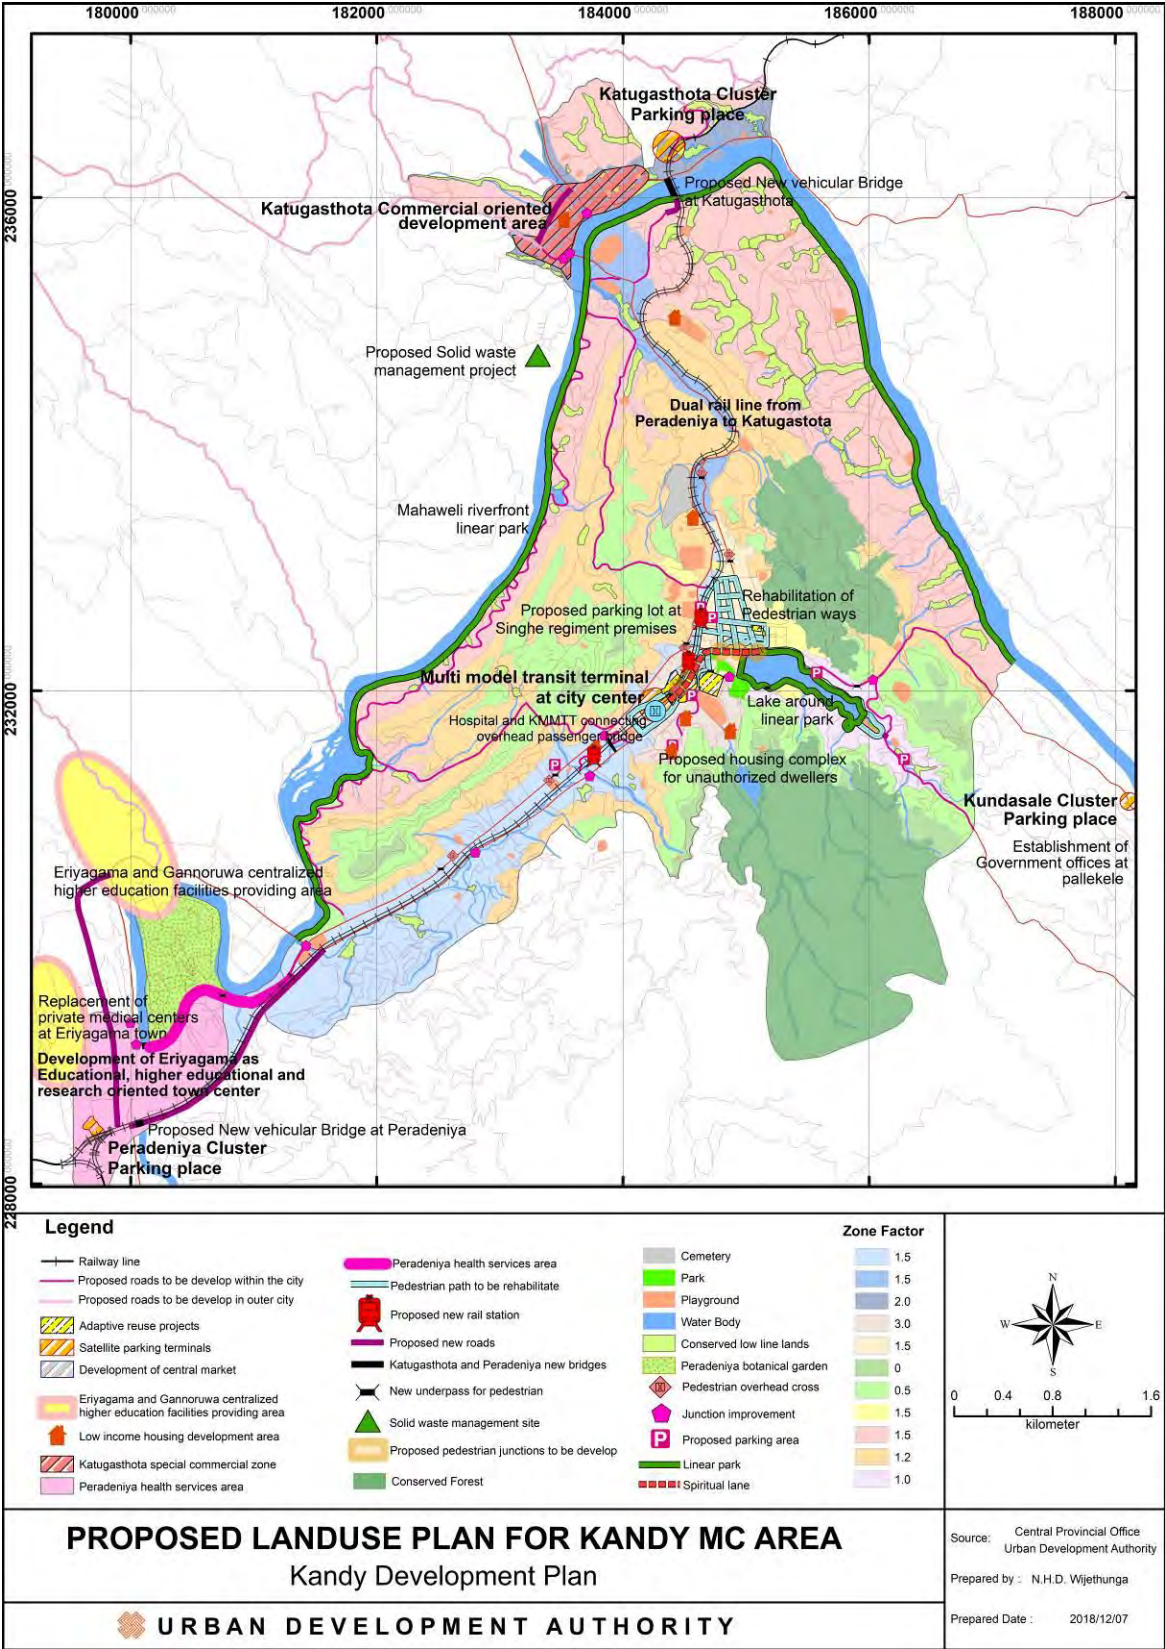 180000 000000
182000 000000
184000 000000
186000 000000
188000 000000
236000 000000
232000 000000
228000 000000
Katugasthota Cluster
Parking place
Proposed New vehicular Bridge
at Katugasthota
Katugasthota Commercial oriented
development area
Proposed Solid waste
management project
Dual rail line from
Peradeniya to Katugastota
Mahaweli riverfront
linear park
Rehabilitation of
Pedestrian ways
Proposed parking lot at
Singhe regiment premises
Multi model transit terminal
at city center
Lake around
linear park
Hospital and KMMTT connecting
overhead passenger bridge
Proposed housing complex
for unauthorized dwellers
Kundasale Cluster
Parking place
Establishment of
Government offices at
pallekele
Eriyagama and Gannoruwa centralized
higher education facilities providing area
Replacement of
private medical centers
at Eriyagama town
Development of Eriyagama as
Educational, higher educational and
research oriented town center
Proposed New vehicular Bridge at Peradeniya
Peradeniya Cluster
Parking place
P
P
P
P
P
P
H
Legend
Railway line
Proposed roads to be develop within the city
Proposed roads to be develop in outer city
Adaptive reuse projects
Satellite parking terminals
Development of central market
Eriyagama and Gannoruwa centralized
higher education facilities providing area
Low income housing development area
Katugasthota special commercial zone
Peradeniya health services area
Peradeniya health services area
Pedestrian path to be rehabilitate
Proposed new rail station
Proposed new roads
Katugasthota and Peradeniya new bridges
New underpass for pedestrian
Solid waste management site
Proposed pedestrian junctions to be develop
Conserved Forest
Cemetery
Park
Playground
Water Body
Conserved low line lands
Peradeniya botanical garden
Pedestrian overhead cross
Junction improvement
P Proposed parking area
Linear park
Spiritual lane
Zone Factor
1.5
1.5
2.0
3.0
1.5
0
0.5
1.5
1.5
1.2
1.0
N
W E
S
0 0.4 0.8 1.6
kilometer
PROPOSED LANDUSE PLAN FOR KANDY MC AREA
Kandy Development Plan
URBAN DEVELOPMENT AUTHORITY
Source: Central Provincial Office
Urban Development Authority
Prepared by : N.H.D. Wijethunga
Prepared Date : 2018/12/07